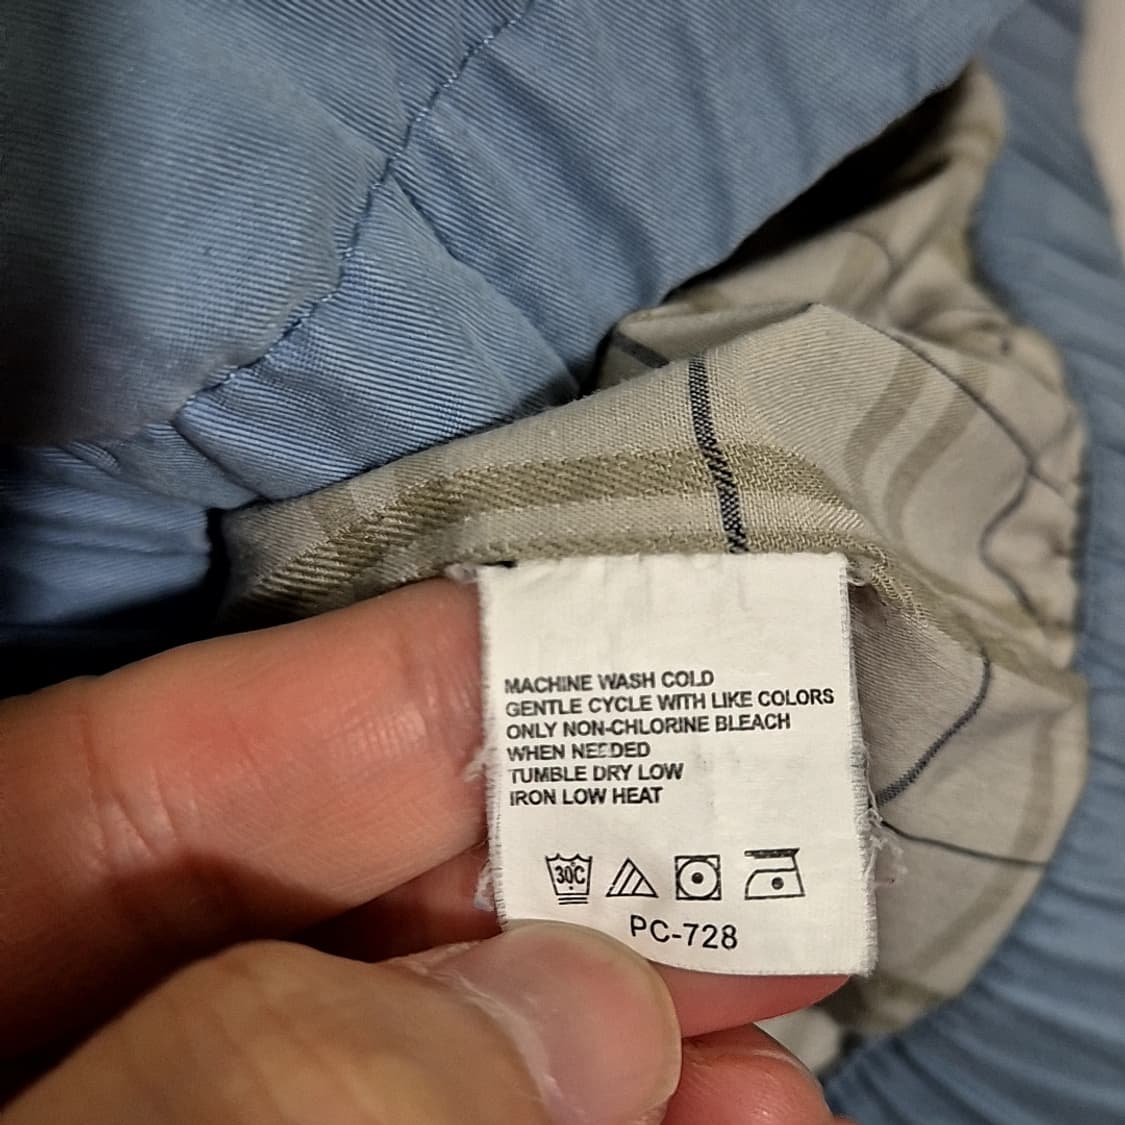 MACHINE WASH COLD
GENTLE CYCLE WITH LIKE COLORS
ONLY NON-CHLORINE BLEACH
WHEN NEEDED
TUMBLE DRY LOW
IRON LOW HEAT
30C
PC-728